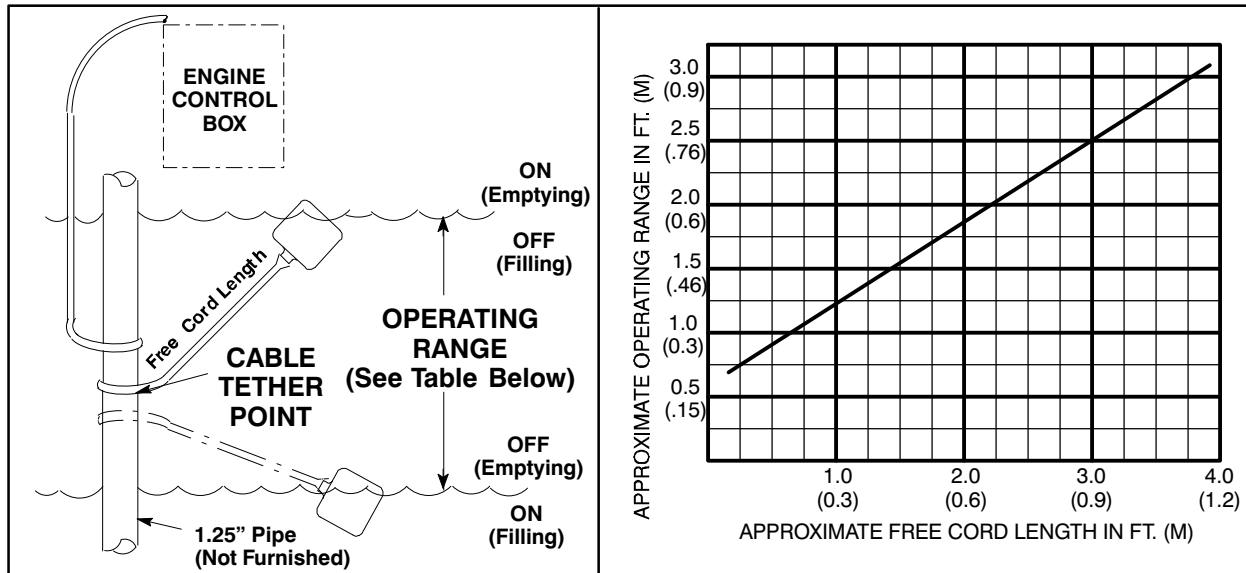 ENGINE
CONTROL
BOX
ON
(Emptying)
OFF
(Filling)
Free Cord Length
OPERATING
RANGE
(See Table Below)
CABLE
TETHER
POINT
OFF
(Emptying)
ON
(Filling)
1.25” Pipe
(Not Furnished)
APPROXIMATE OPERATING RANGE IN FT. (M)
3.0
(0.9)
2.5
(.76)
2.0
(0.6)
1.5
(.46)
1.0
(0.3)
0.5
(.15)
1.0 2.0 3.0 4.0
(0.3) (0.6) (0.9) (1.2)
APPROXIMATE FREE CORD LENGTH IN FT. (M)